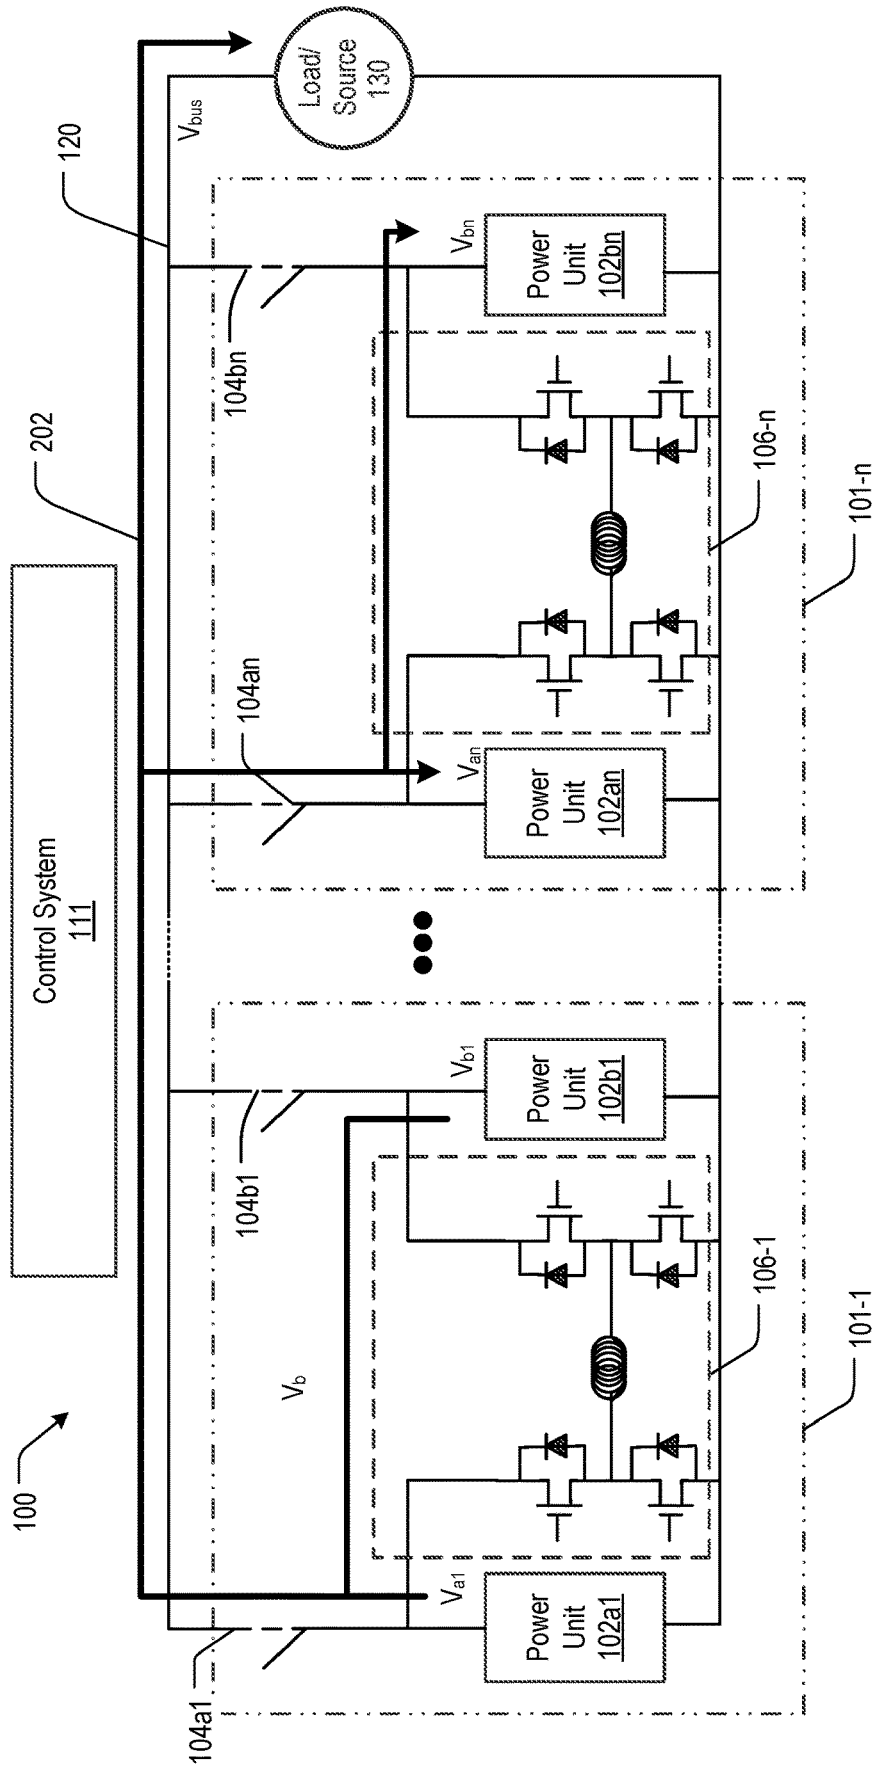 100
Control System
111
202
120
104a1
V_b
104b1
104an
104bn
V_bus
Load/
Source
130
V_a1
V_b1
V_an
V_bn
Power
Unit
102a1
Power
Unit
102b1
Power
Unit
102an
Power
Unit
102bn
106-1
106-n
101-1
101-n